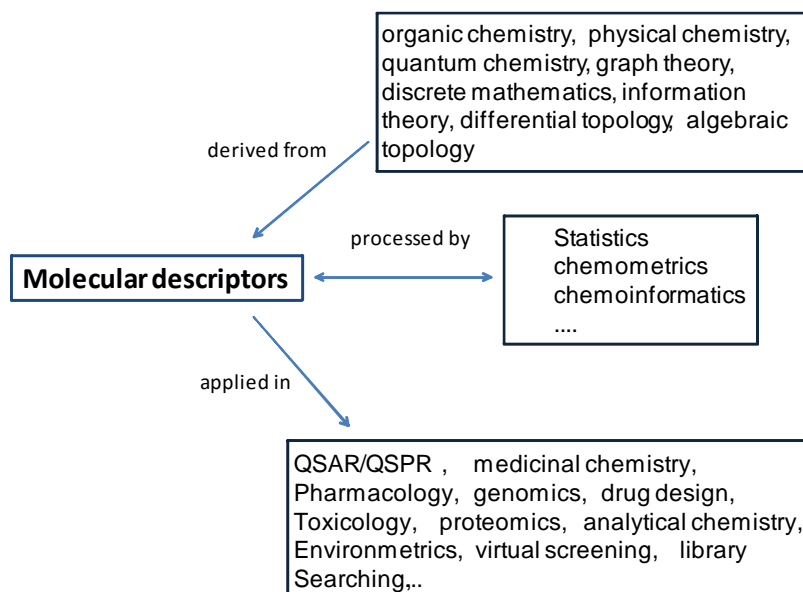 organic chemistry, physical chemistry,
quantum chemistry, graph theory,
discrete mathematics, information
theory, differential topology, algebraic
topology
derived from
processed by
Molecular descriptors
Statistics
chemometrics
chemoinformatics
....
applied in
QSAR/QSPR , medicinal chemistry,
Pharmacology, genomics, drug design,
Toxicology, proteomics, analytical chemistry,
Environmetrics, virtual screening, library
Searching,..